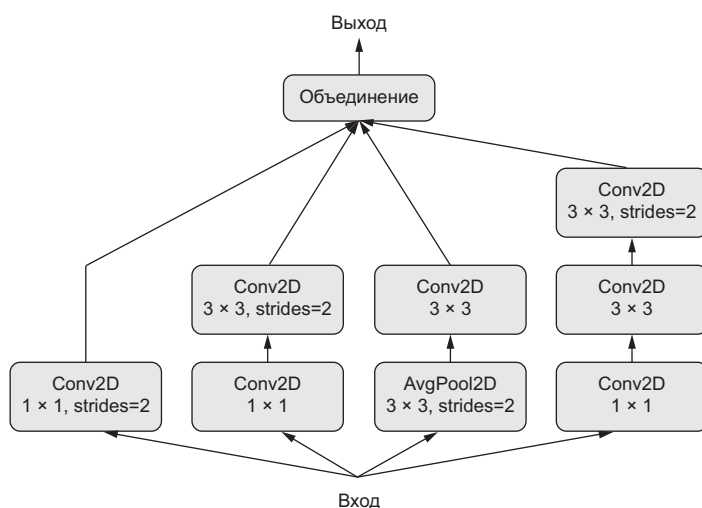 Выход
Объединение
Conv2D
3 × 3, strides=2
Conv2D
3 × 3, strides=2
Conv2D
3 × 3
Conv2D
3 × 3
Conv2D
1 × 1, strides=2
Conv2D
1 × 1
AvgPool2D
3 × 3, strides=2
Conv2D
1 × 1
Вход